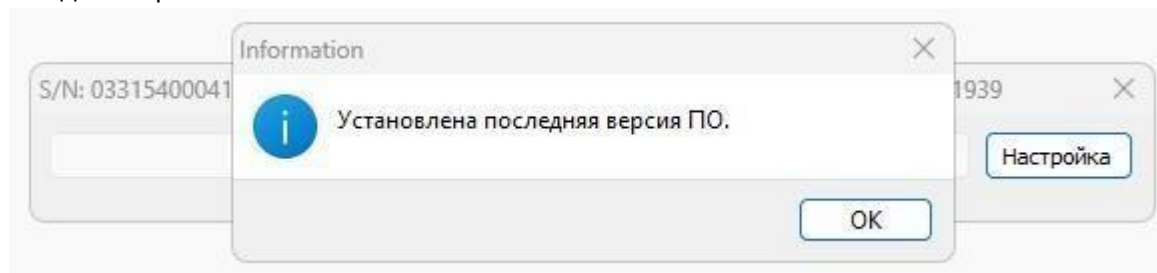 Information
S/N: 03315400041
1939
Установлена последняя версия ПО.
Настройка
OK